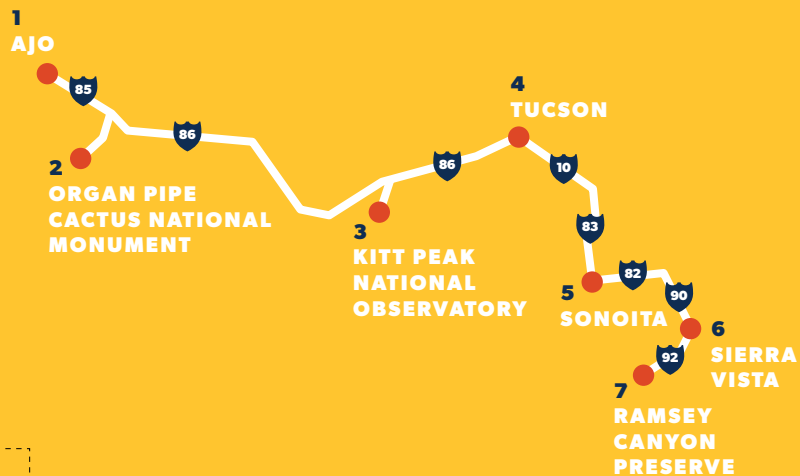 1
AJO
85
86
2
ORGAN PIPE
CACTUS NATIONAL
MONUMENT
3
KITT PEAK
NATIONAL
OBSERVATORY
86
4
TUCSON
10
83
5
SONOITA
82
90
6
SIERRA
VISTA
92
7
RAMSEY
CANYON
PRESERVE